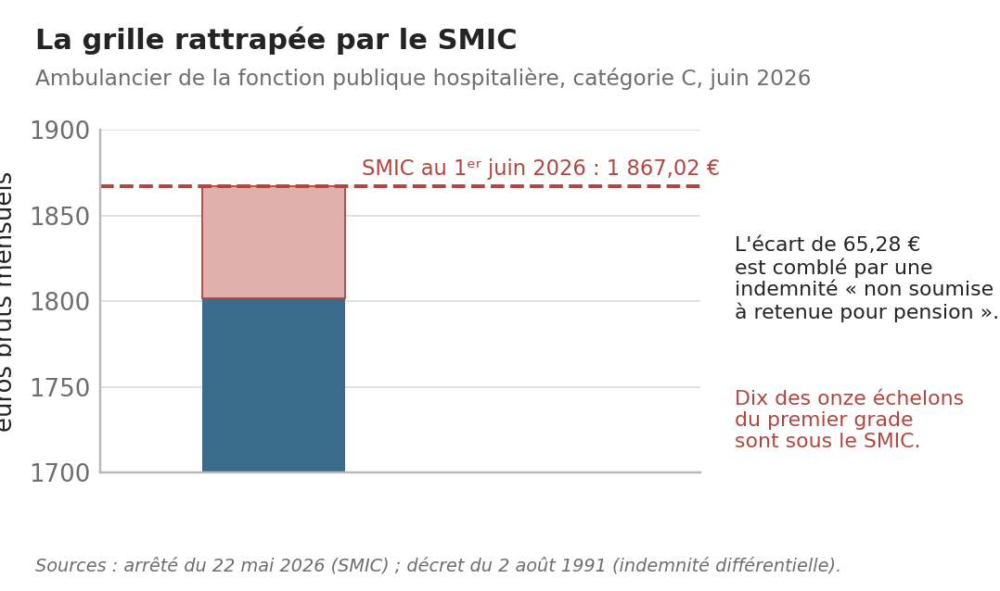 La grille rattrapée par le SMIC
Ambulancier de la fonction publique hospitalière, catégorie C, juin 2026
euros bruts mensuels
1900
1850
1800
1750
1700
SMIC au 1ᵉʳ juin 2026 : 1 867,02 €
L'écart de 65,28 €
est comblé par une
indemnité « non soumise
à retenue pour pension ».
Dix des onze échelons
du premier grade
sont sous le SMIC.
Sources : arrêté du 22 mai 2026 (SMIC) ; décret du 2 août 1991 (indemnité différentielle).